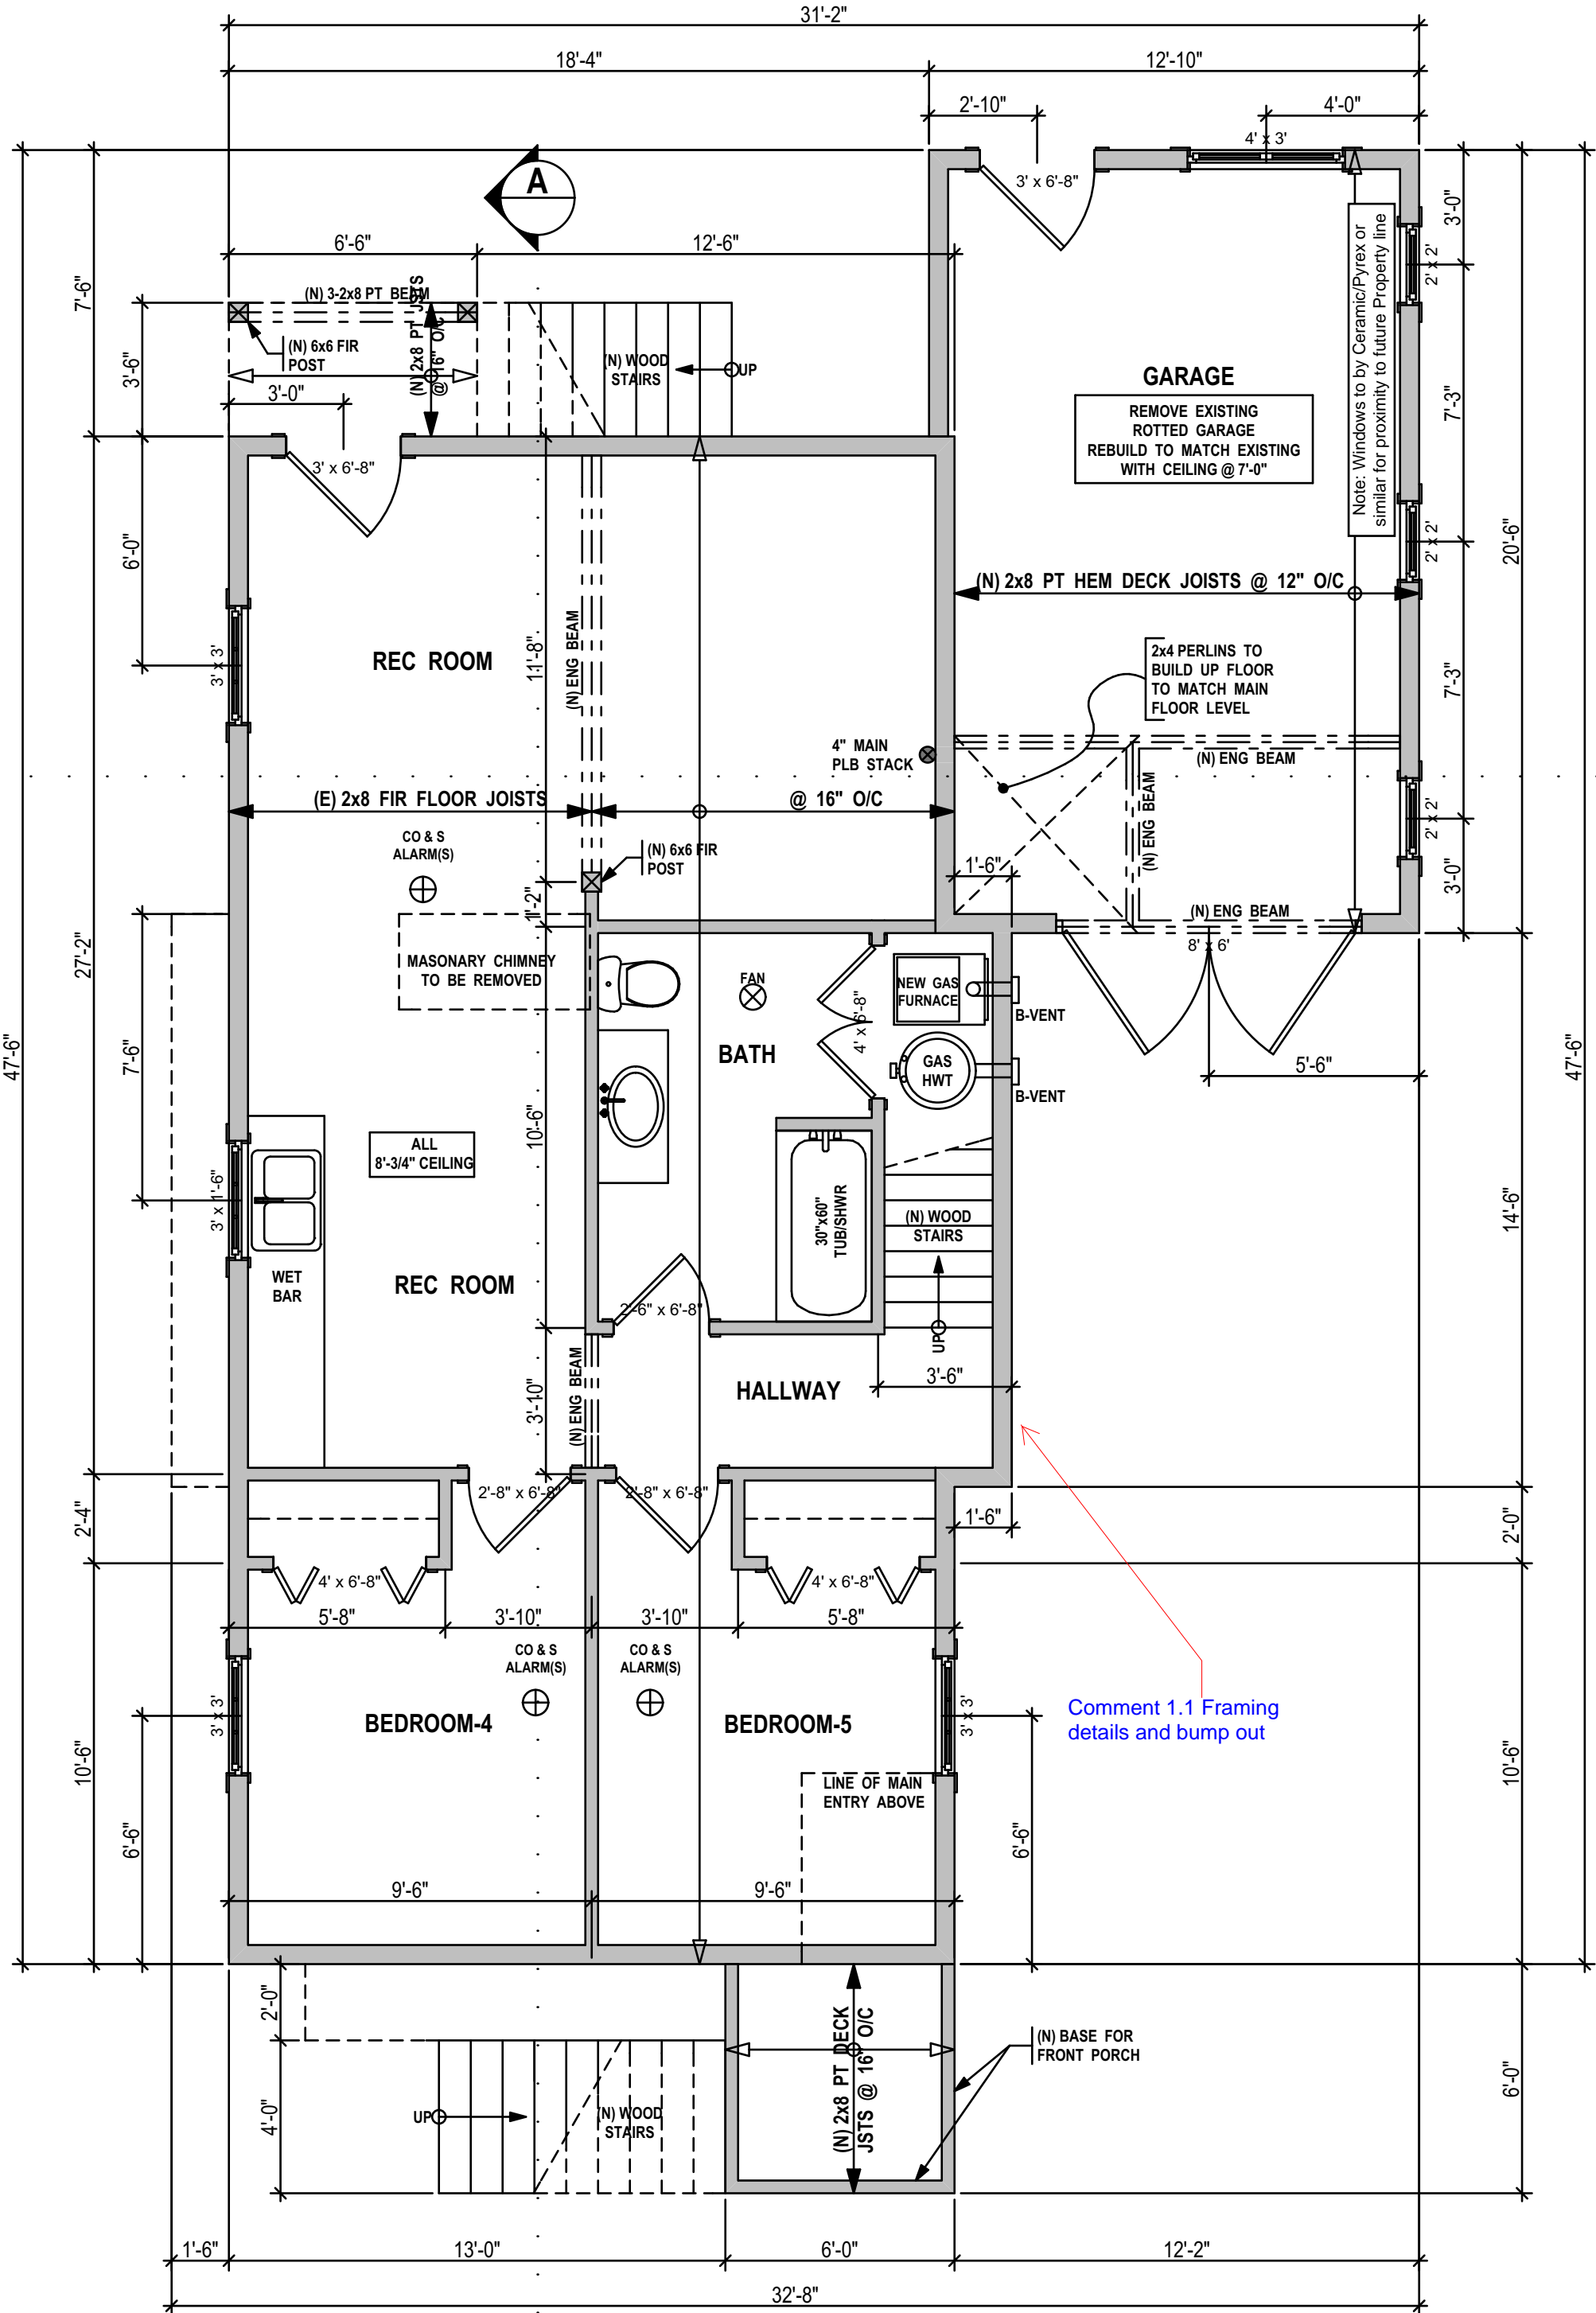 31'-2"
18'-4"
12'-10"
2'-10"
4'-0"
4' x 3'
3' x 6'-8"
A
6'-6"
12'-6"
7'-6"
3'-6"
(N) 3-2x8 PT BEAM
(N) 6x6 FIR
POST
(N) 2x8 PT JSTS
@ 16" O/C
(N) WOOD
STAIRS
UP
3'-0"
3' x 6'-8"
GARAGE
REMOVE EXISTING
ROTTED GARAGE
REBUILD TO MATCH EXISTING
WITH CEILING @ 7'-0"
Note: Windows to by Ceramic/Pyrex or
similar for proximity to future Property line
3'-0"
2' x 2'
7'-3"
2' x 2'
20'-6"
7'-3"
2' x 2'
3'-0"
(N) 2x8 PT HEM DECK JOISTS @ 12" O/C
2x4 PERLINS TO
BUILD UP FLOOR
TO MATCH MAIN
FLOOR LEVEL
(N) ENG BEAM
(N) ENG BEAM
(N) ENG BEAM
1'-6"
8' x 6'
5'-6"
6'-0"
3' x 3'
REC ROOM
11'-8"
(N) ENG BEAM
4" MAIN
PLB STACK
(E) 2x8 FIR FLOOR JOISTS
@ 16" O/C
CO & S
ALARM(S)
(N) 6x6 FIR
POST
1'-2"
MASONARY CHIMNEY
TO BE REMOVED
27'-2"
47'-6"
47'-6"
7'-6"
FAN
BATH
4' x 6'-8"
NEW GAS
FURNACE
B-VENT
GAS
HWT
B-VENT
10'-6"
ALL
8'-3/4" CEILING
3' x 1'-6"
WET
BAR
REC ROOM
30"x60"
TUB/SHWR
(N) WOOD
STAIRS
UP
14'-6"
2'-6" x 6'-8"
3'-10"
(N) ENG BEAM
HALLWAY
3'-6"
2'-8" x 6'-8"
2'-8" x 6'-8"
1'-6"
2'-4"
2'-0"
4' x 6'-8"
4' x 6'-8"
5'-8"
3'-10"
3'-10"
5'-8"
CO & S
ALARM(S)
CO & S
ALARM(S)
3' x 3'
BEDROOM-4
BEDROOM-5
3' x 3'
Comment 1.1 Framing
details and bump out
LINE OF MAIN
ENTRY ABOVE
10'-6"
6'-6"
6'-6"
10'-6"
9'-6"
9'-6"
2'-0"
4'-0"
UP
(N) WOOD
STAIRS
(N) 2x8 PT DECK
JSTS @ 16" O/C
(N) BASE FOR
FRONT PORCH
6'-0"
1'-6"
13'-0"
6'-0"
12'-2"
32'-8"